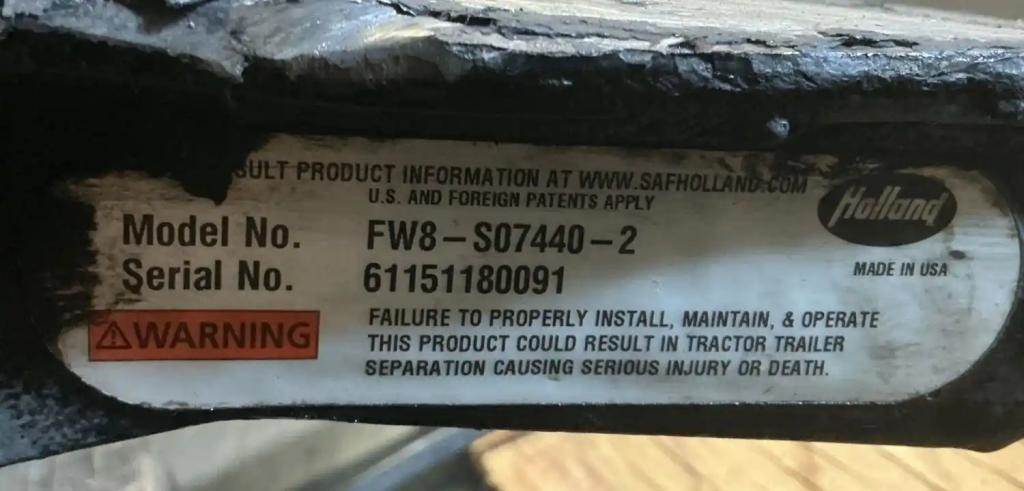 SULT PRODUCT INFORMATION AT WWW.SAFHOLLAND.COM
U.S. AND FOREIGN PATENTS APPLY
Holland
Model No. FW8-S07440-2
Serial No. 61151180091
MADE IN USA
WARNING
FAILURE TO PROPERLY INSTALL, MAINTAIN, & OPERATE
THIS PRODUCT COULD RESULT IN TRACTOR TRAILER
SEPARATION CAUSING SERIOUS INJURY OR DEATH.